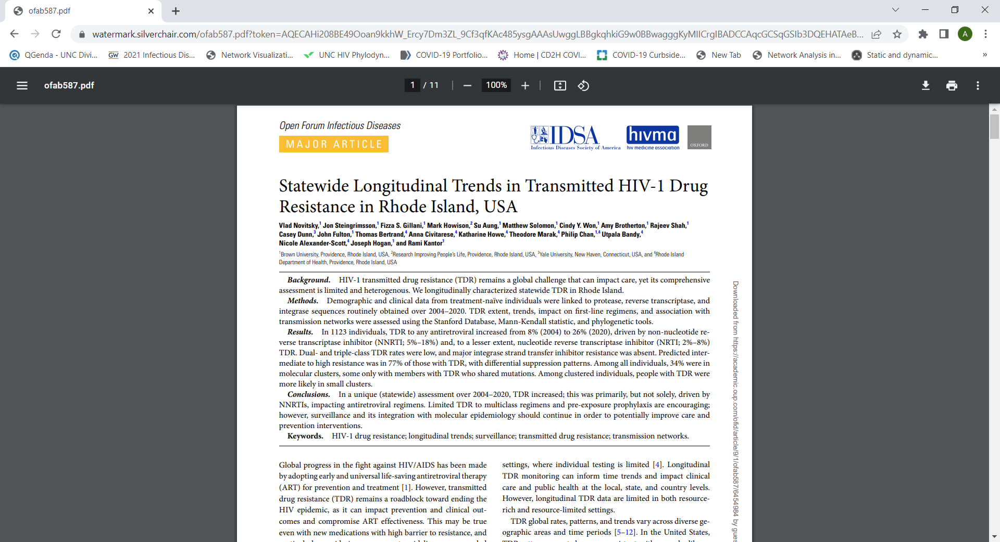 ofab587.pdf
watermark.silverchair.com/ofab587.pdf?token=AQECAHi208BE49Ooan9kkhW_Ercy7Dm3ZL_9Cf3qfKAc485ysgAAAsUwggLBBgkqhkiG9w0BBwagggKyMIICrgIBADCCAqcGCSqGSIb3DQEHATAeB...
A
QGenda - UNC Divi...
GW 2021 Infectious Dis...
Network Visualizati...
UNC HIV Phylodyn...
COVID-19 Portfolio...
Home | CD2H COVI...
COVID-19 Curbside...
New Tab
Network Analysis in...
Static and dynamic...
»
ofab587.pdf
1 / 11
100%
Open Forum Infectious Diseases
MAJOR ARTICLE
IDSA
Infectious Diseases Society of America
hivma
hiv medicine association
OXFORD
Statewide Longitudinal Trends in Transmitted HIV-1 Drug
Resistance in Rhode Island, USA
Vlad Novitsky,1 Jon Steingrimsson,1 Fizza S. Gillani,1 Mark Howison,2 Su Aung,1 Matthew Solomon,1 Cindy Y. Won,1 Amy Brotherton,1 Rajeev Shah,1
Casey Dunn,3 John Fulton,1 Thomas Bertrand,4 Anna Civitarese,4 Katharine Howe,4 Theodore Marak,4 Philip Chan,1,4 Utpala Bandy,4
Nicole Alexander-Scott,4 Joseph Hogan,1 and Rami Kantor1
1Brown University, Providence, Rhode Island, USA, 2Research Improving People's Life, Providence, Rhode Island, USA, 3Yale University, New Haven, Connecticut, USA, and 4Rhode Island
Department of Health, Providence, Rhode Island, USA
Background. HIV-1 transmitted drug resistance (TDR) remains a global challenge that can impact care, yet its comprehensive
assessment is limited and heterogenous. We longitudinally characterized statewide TDR in Rhode Island.
Methods. Demographic and clinical data from treatment-naïve individuals were linked to protease, reverse transcriptase, and
integrase sequences routinely obtained over 2004–2020. TDR extent, trends, impact on first-line regimens, and association with
transmission networks were assessed using the Stanford Database, Mann-Kendall statistic, and phylogenetic tools.
Results. In 1123 individuals, TDR to any antiretroviral increased from 8% (2004) to 26% (2020), driven by non-nucleotide re-
verse transcriptase inhibitor (NNRTI; 5%–18%) and, to a lesser extent, nucleotide reverse transcriptase inhibitor (NRTI; 2%–8%)
TDR. Dual- and triple-class TDR rates were low, and major integrase strand transfer inhibitor resistance was absent. Predicted inter-
mediate to high resistance was in 77% of those with TDR, with differential suppression patterns. Among all individuals, 34% were in
molecular clusters, some only with members with TDR who shared mutations. Among clustered individuals, people with TDR were
more likely in small clusters.
Conclusions. In a unique (statewide) assessment over 2004–2020, TDR increased; this was primarily, but not solely, driven by
NNRTIs, impacting antiretroviral regimens. Limited TDR to multiclass regimens and pre-exposure prophylaxis are encouraging;
however, surveillance and its integration with molecular epidemiology should continue in order to potentially improve care and
prevention interventions.
Keywords. HIV-1 drug resistance; longitudinal trends; surveillance; transmitted drug resistance; transmission networks.
Global progress in the fight against HIV/AIDS has been made
by adopting early and universal life-saving antiretroviral therapy
(ART) for prevention and treatment [1]. However, transmitted
drug resistance (TDR) remains a roadblock toward ending the
HIV epidemic, as it can impact prevention and clinical out-
comes and compromise ART effectiveness. This may be true
even with new medications with high barrier to resistance, and
settings, where individual testing is limited [4]. Longitudinal
TDR monitoring can inform time trends and impact clinical
care and public health at the local, state, and country levels.
However, longitudinal TDR data are limited in both resource-
rich and resource-limited settings.
TDR global rates, patterns, and trends vary across diverse ge-
ographic areas and time periods [5–12]. In the United States,
Downloaded from https://academic.oup.com/ofid/article/9/1/ofab587/6454984 by gues